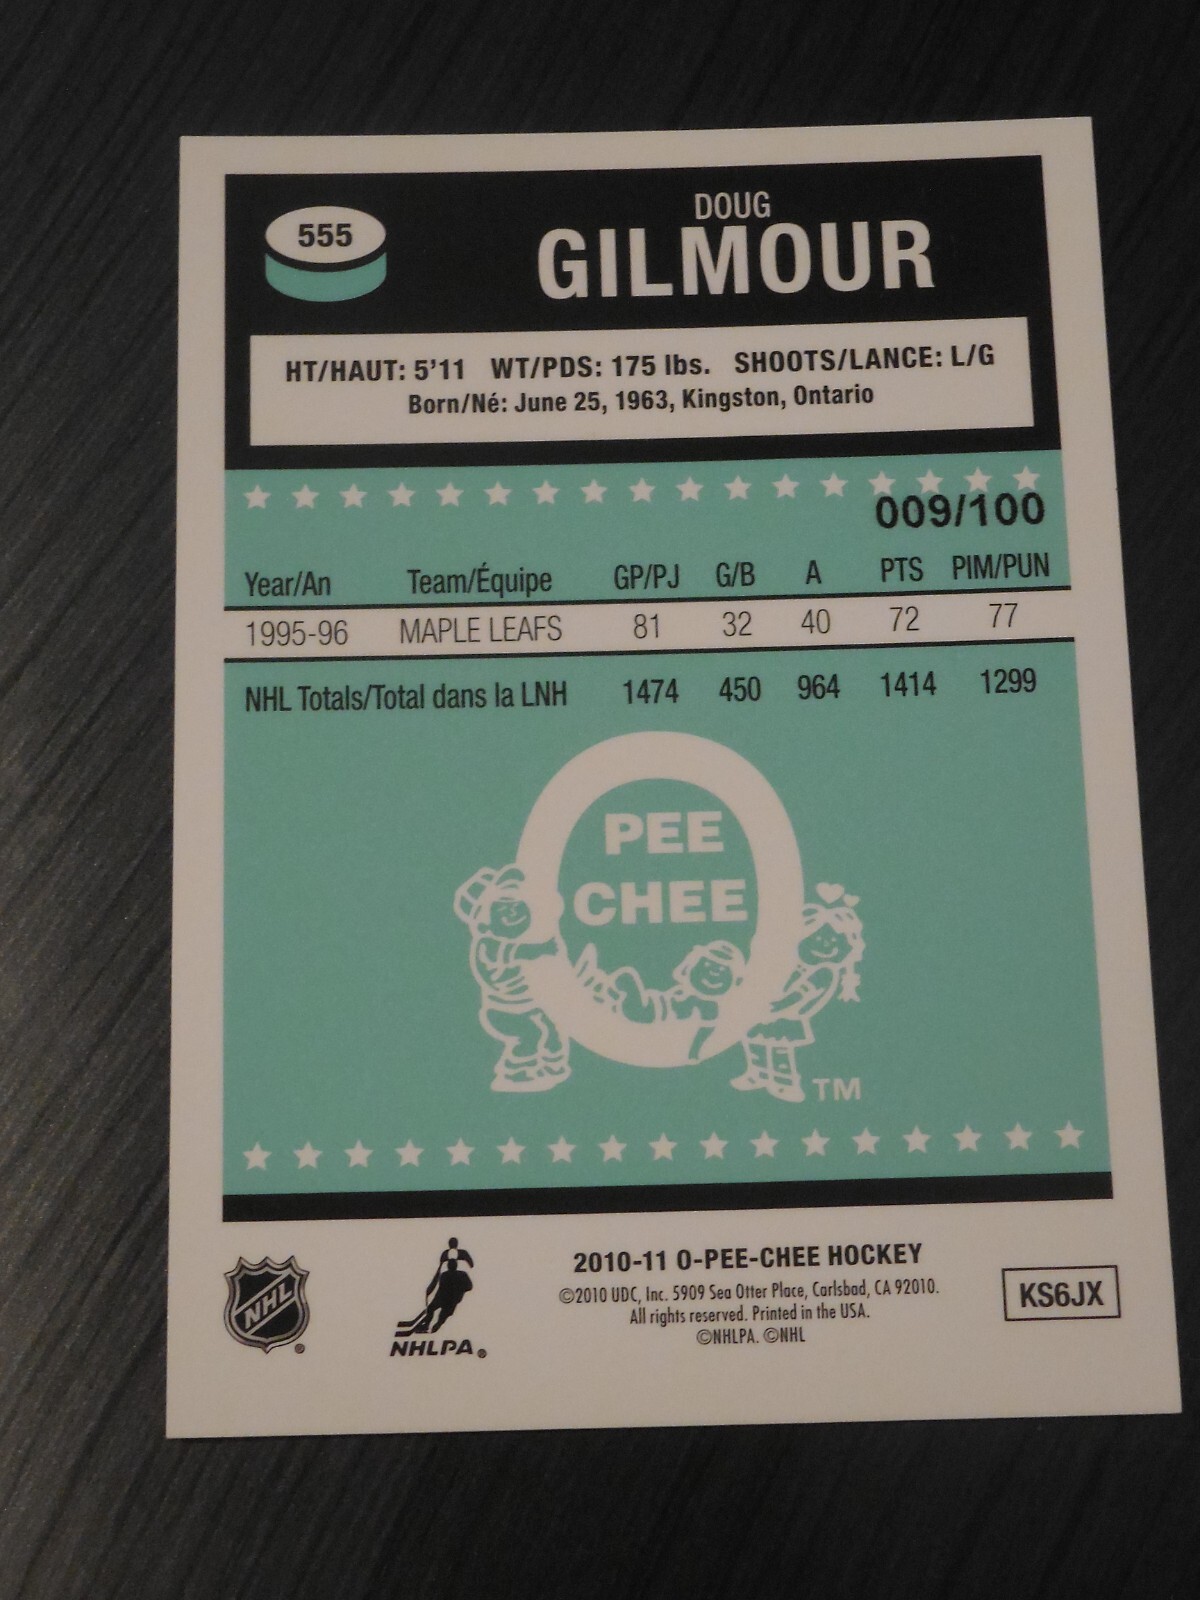 555
DOUG
GILMOUR
HT/HAUT: 5'11 WT/PDS: 175 lbs. SHOOTS/LANCE: L/G
Born/Né: June 25, 1963, Kingston, Ontario
009/100
Year/An Team/Équipe GP/PJ G/B A PTS PIM/PUN
1995-96 MAPLE LEAFS 81 32 40 72 77
NHL Totals/Total dans la LNH 1474 450 964 1414 1299
O
PEE
CHEE
TM
NHL
®
NHLPA®
2010-11 O-PEE-CHEE HOCKEY
©2010 UDC, Inc. 5909 Sea Otter Place, Carlsbad, CA 92010.
All rights reserved. Printed in the USA.
©NHLPA. ©NHL
KS6JX